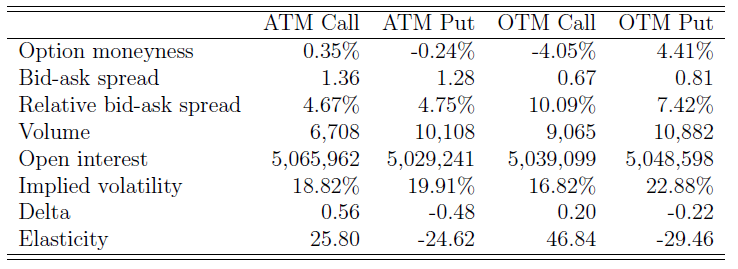 ATM Call ATM Put OTM Call OTM Put
Option moneyness 0.35% -0.24% -4.05% 4.41%
Bid-ask spread 1.36 1.28 0.67 0.81
Relative bid-ask spread 4.67% 4.75% 10.09% 7.42%
Volume 6,708 10,108 9,065 10,882
Open interest 5,065,962 5,029,241 5,039,099 5,048,598
Implied volatility 18.82% 19.91% 16.82% 22.88%
Delta 0.56 -0.48 0.20 -0.22
Elasticity 25.80 -24.62 46.84 -29.46